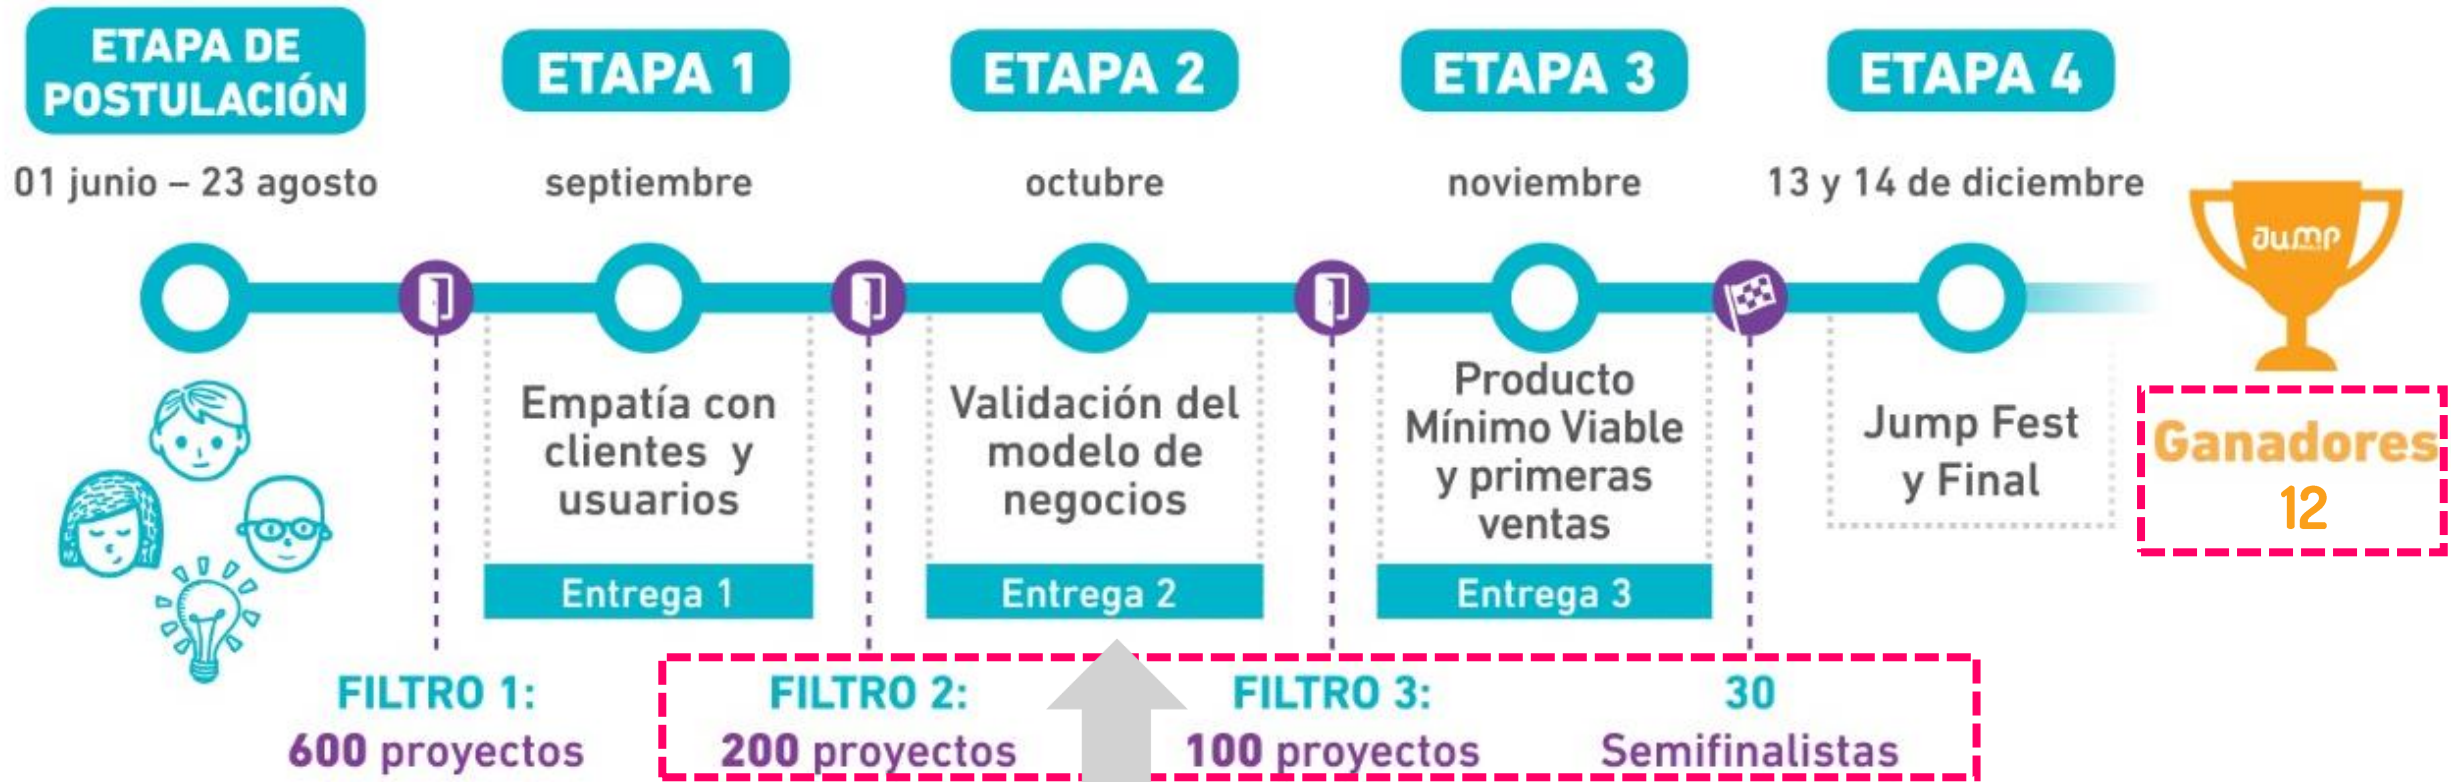 ETAPA DE
POSTULACIÓN
01 junio – 23 agosto
ETAPA 1
septiembre
ETAPA 2
octubre
ETAPA 3
noviembre
ETAPA 4
13 y 14 de diciembre
Jump
Empatía con
clientes y
usuarios
Entrega 1
Validación del
modelo de
negocios
Entrega 2
Producto
Mínimo Viable
y primeras
ventas
Entrega 3
Jump Fest
y Final
Ganadores
12
FILTRO 1:
600 proyectos
FILTRO 2:
200 proyectos
FILTRO 3:
100 proyectos
30
Semifinalistas